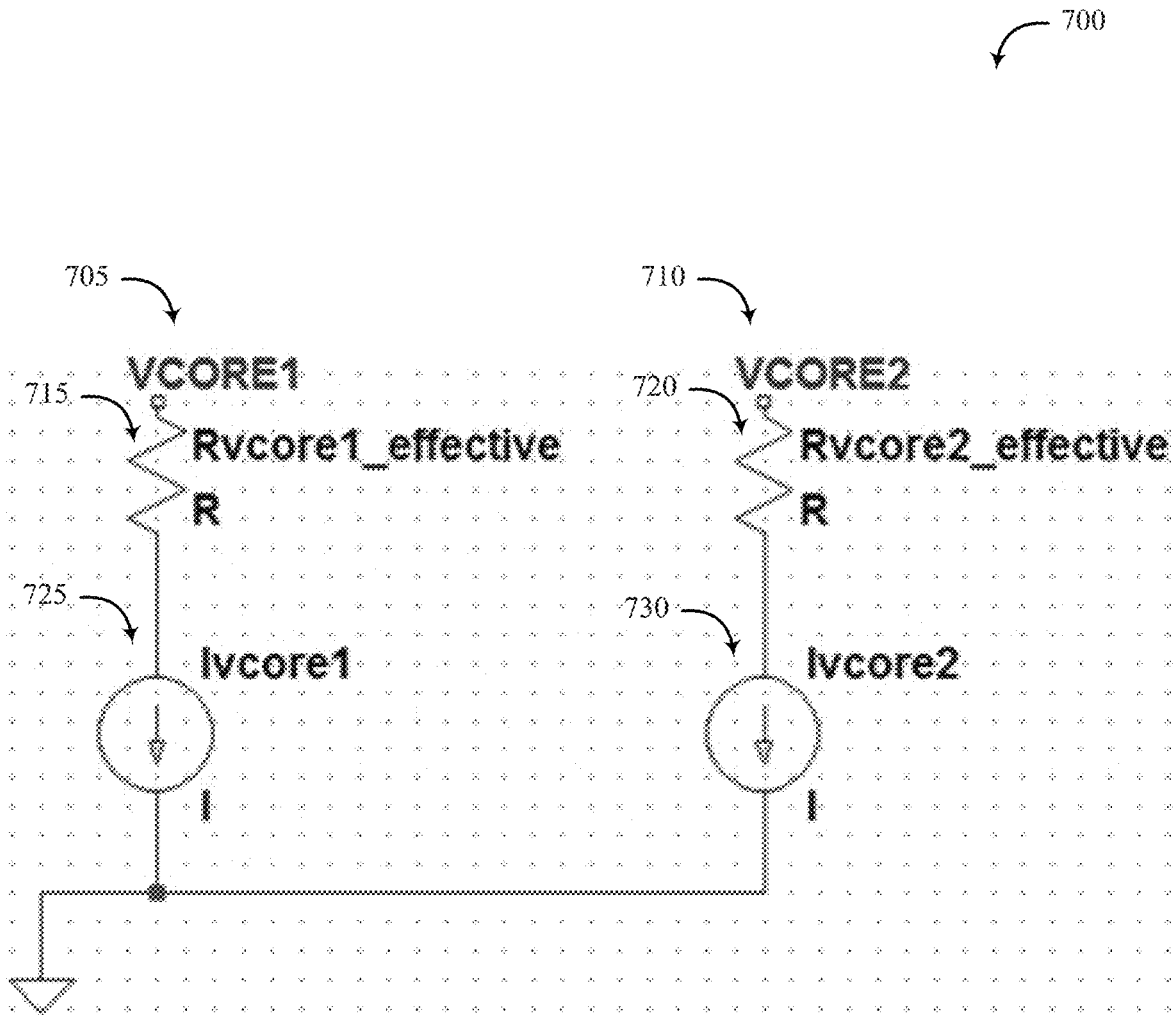 700
705
710
VCORE1
VCORE2
715
720
Rvcore1_effective
Rvcore2_effective
R
R
725
730
Ivcore1
Ivcore2
I
I